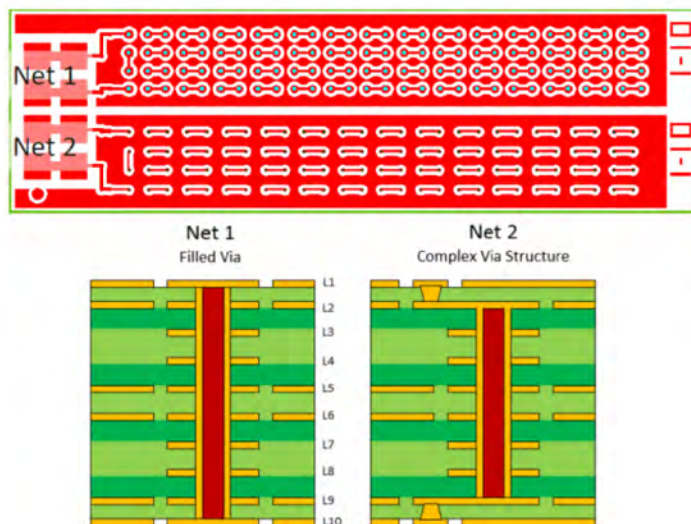 Net 1
Net 2
Net 1
Filled Via
Net 2
Complex Via Structure
L1
L2
L3
L4
L5
L6
L7
L8
L9
L10